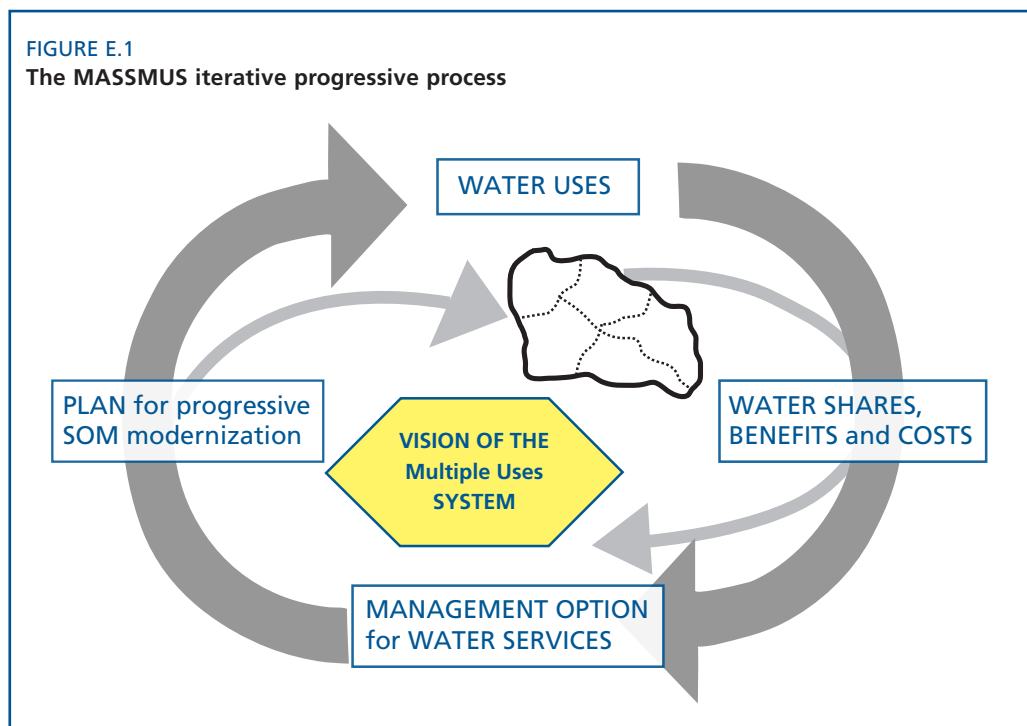 FIGURE E.1
The MASSMUS iterative progressive process
WATER USES
PLAN for progressive
SOM modernization
VISION OF THE
Multiple Uses
SYSTEM
WATER SHARES,
BENEFITS and COSTS
MANAGEMENT OPTION
for WATER SERVICES